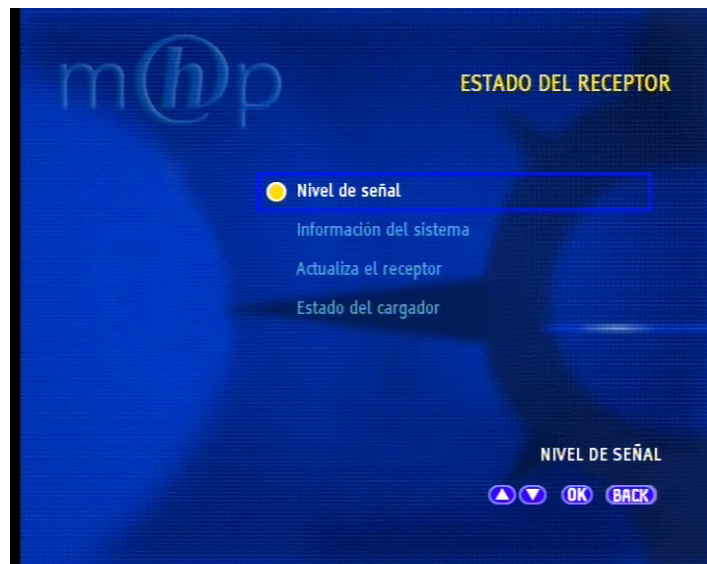 mhp
ESTADO DEL RECEPTOR
Nivel de señal
Información del sistema
Actualiza el receptor
Estado del cargador
NIVEL DE SEÑAL
OK BACK